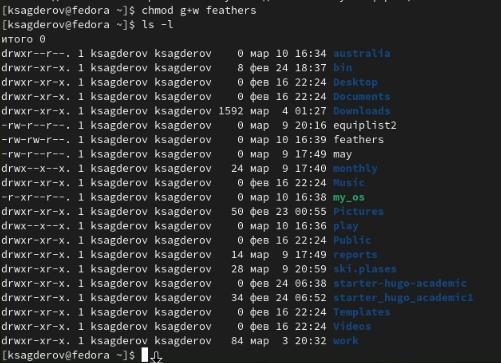 [ksagderov@fedora ~]$ chmod g+w feathers
[ksagderov@fedora ~]$ ls -l
итого 0
drwxr--r--. 1 ksagderov ksagderov 0 мар 10 16:34 australia
drwxr-xr-x. 1 ksagderov ksagderov 8 фев 24 18:37 bin
drwxr-xr-x. 1 ksagderov ksagderov 0 фев 16 22:24 Desktop
drwxr-xr-x. 1 ksagderov ksagderov 0 фев 16 22:24 Documents
drwxr-xr-x. 1 ksagderov ksagderov 1592 мар 4 01:27 Downloads
-rw-r--r--. 1 ksagderov ksagderov 0 мар 9 20:16 equiplist2
-rw-rw-r--. 1 ksagderov ksagderov 0 мар 10 16:39 feathers
-rw-r--r--. 1 ksagderov ksagderov 0 мар 9 17:49 may
drwx--x--x. 1 ksagderov ksagderov 24 мар 9 17:40 monthly
drwxr-xr-x. 1 ksagderov ksagderov 0 фев 16 22:24 Music
-r-xr--r--. 1 ksagderov ksagderov 0 мар 10 16:38 my_os
drwxr-xr-x. 1 ksagderov ksagderov 50 фев 23 00:55 Pictures
drwx--x--x. 1 ksagderov ksagderov 0 мар 10 16:36 play
drwxr-xr-x. 1 ksagderov ksagderov 0 фев 16 22:24 Public
drwxr-xr-x. 1 ksagderov ksagderov 14 мар 9 17:49 reports
drwxr-xr-x. 1 ksagderov ksagderov 28 мар 9 20:59 ski.plases
drwxr-xr-x. 1 ksagderov ksagderov 0 фев 24 06:38 starter-hugo-academic
drwxr-xr-x. 1 ksagderov ksagderov 34 фев 24 06:52 starter_hugo_academic1
drwxr-xr-x. 1 ksagderov ksagderov 0 фев 16 22:24 Templates
drwxr-xr-x. 1 ksagderov ksagderov 0 фев 16 22:24 Videos
drwxr-xr-x. 1 ksagderov ksagderov 84 мар 3 20:32 work
[ksagderov@fedora ~]$